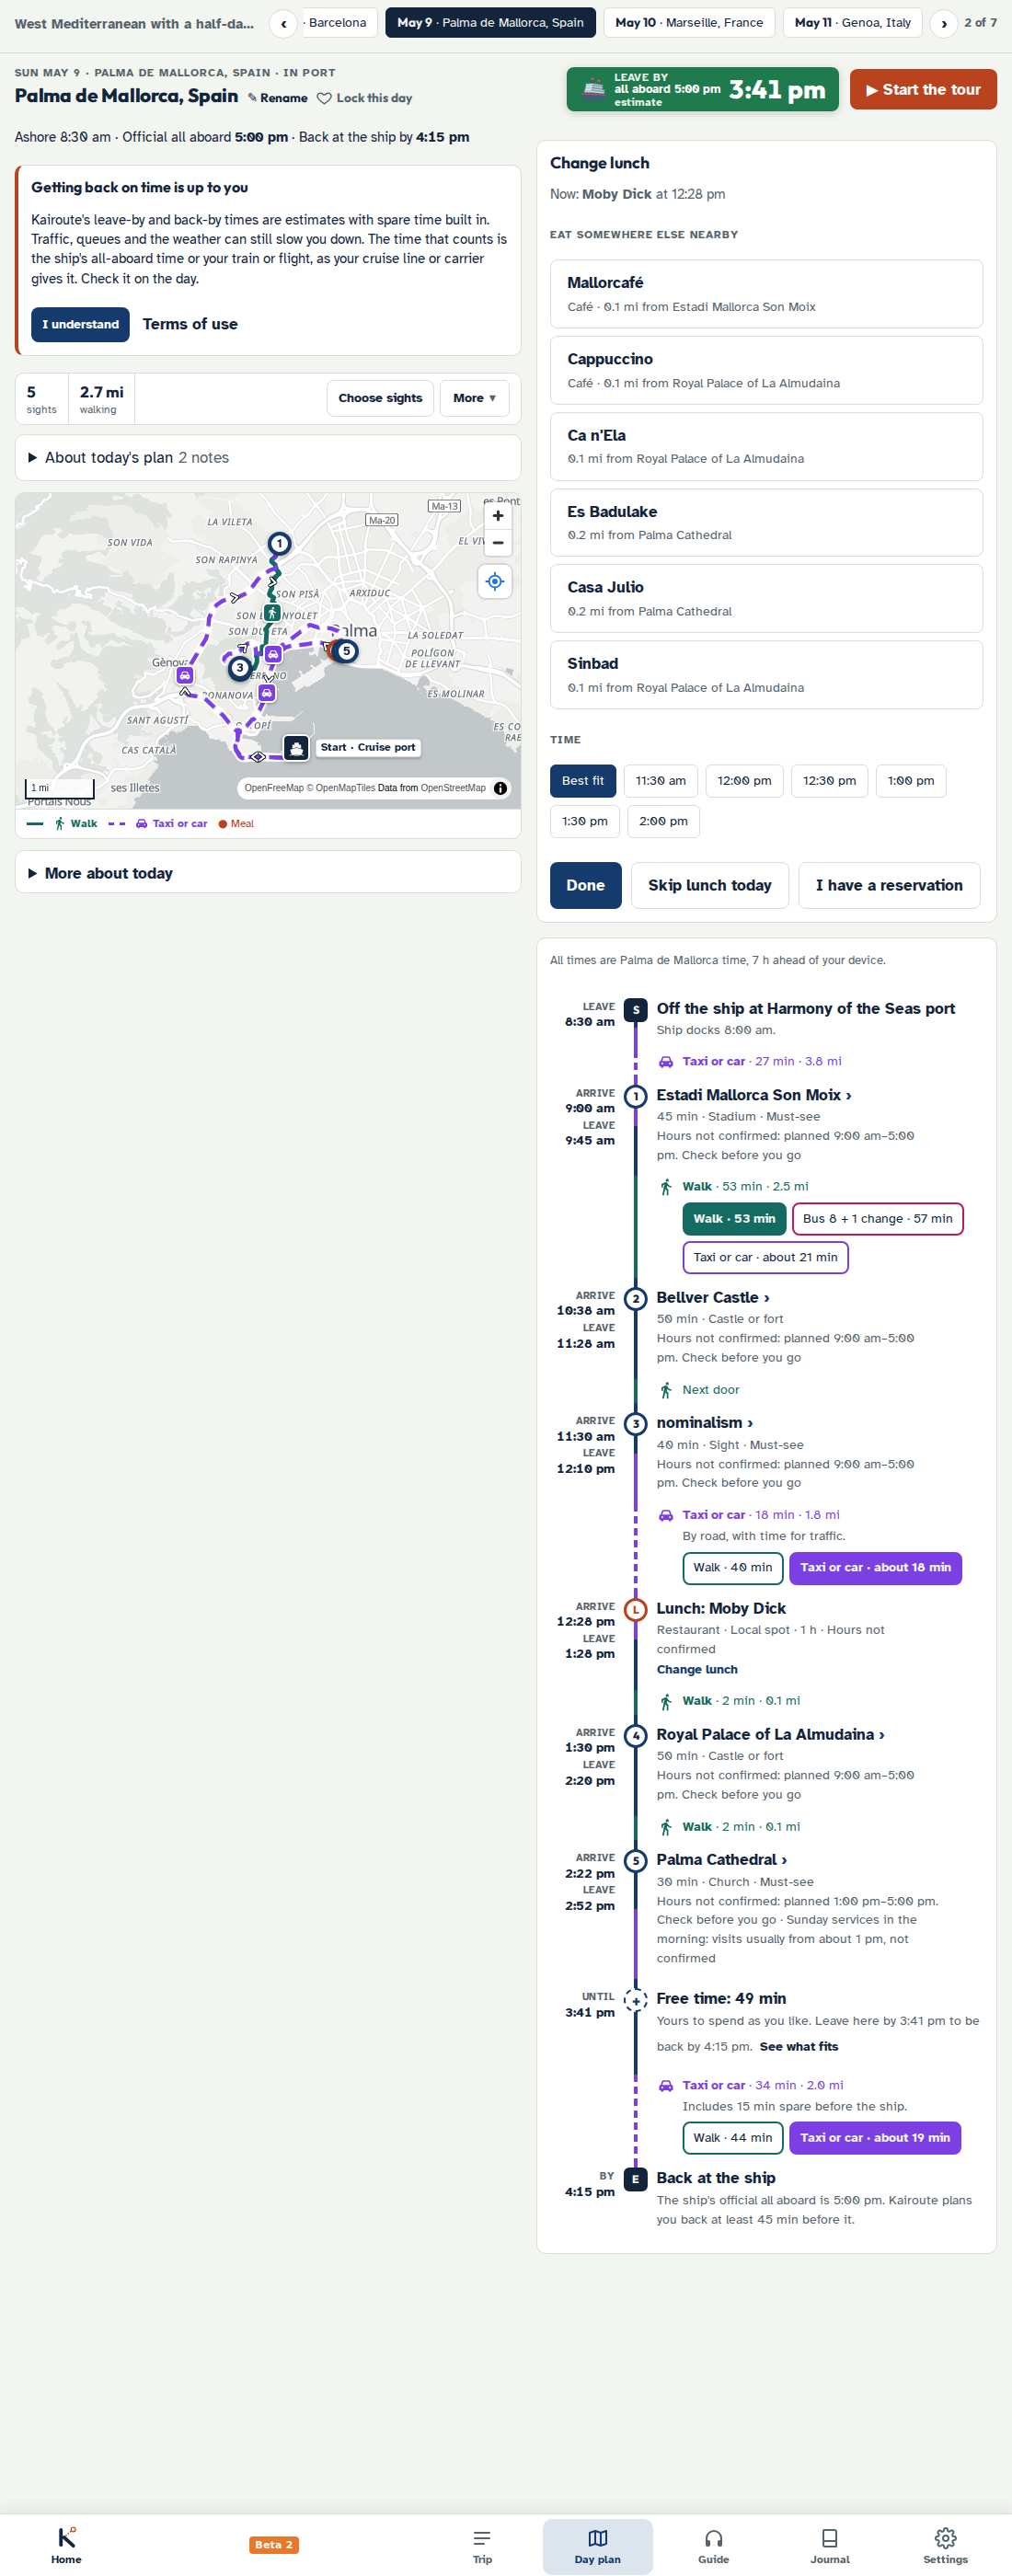 West Mediterranean with a half-da...
‹
· Barcelona
May 9 · Palma de Mallorca, Spain
May 10 · Marseille, France
May 11 · Genoa, Italy
›
2 of 7
SUN MAY 9 · PALMA DE MALLORCA, SPAIN · IN PORT
Palma de Mallorca, Spain
✎ Rename
Lock this day
LEAVE BY
all aboard 5:00 pm
estimate
3:41 pm
▶ Start the tour
Ashore 8:30 am · Official all aboard 5:00 pm · Back at the ship by 4:15 pm
Getting back on time is up to you
Kairoute's leave-by and back-by times are estimates with spare time built in.
Traffic, queues and the weather can still slow you down. The time that counts is
the ship's all-aboard time or your train or flight, as your cruise line or carrier
gives it. Check it on the day.
I understand
Terms of use
5
sights
2.7 mi
walking
Choose sights
More ▾
▶ About today's plan 2 notes
LA VILETA
Ma-13
Ma-20
SON VIDA
SON RAPINYA
SON PISÀ
ARXIDUC
Palma
LA SOLEDAT
POLÍGON
DE LLEVANT
Gènova
ES MOLINAR
SANT AGUSTÍ
CAS CATALÀ
1
3
5
+
−
Start · Cruise port
1 mi
ses Illetes
Portals Nous
OpenFreeMap © OpenMapTiles Data from OpenStreetMap
Walk
Taxi or car
Meal
▶ More about today
Change lunch
Now: Moby Dick at 12:28 pm
EAT SOMEWHERE ELSE NEARBY
Mallorcafé
Café · 0.1 mi from Estadi Mallorca Son Moix
Cappuccino
Café · 0.1 mi from Royal Palace of La Almudaina
Ca n'Ela
0.1 mi from Royal Palace of La Almudaina
Es Badulake
0.2 mi from Palma Cathedral
Casa Julio
0.2 mi from Palma Cathedral
Sinbad
0.1 mi from Royal Palace of La Almudaina
TIME
Best fit
11:30 am
12:00 pm
12:30 pm
1:00 pm
1:30 pm
2:00 pm
Done
Skip lunch today
I have a reservation
All times are Palma de Mallorca time, 7 h ahead of your device.
LEAVE
8:30 am
S
Off the ship at Harmony of the Seas port
Ship docks 8:00 am.
Taxi or car · 27 min · 3.8 mi
ARRIVE
9:00 am
LEAVE
9:45 am
1
Estadi Mallorca Son Moix ›
45 min · Stadium · Must-see
Hours not confirmed: planned 9:00 am–5:00
pm. Check before you go
Walk · 53 min · 2.5 mi
Walk · 53 min
Bus 8 + 1 change · 57 min
Taxi or car · about 21 min
ARRIVE
10:38 am
LEAVE
11:28 am
2
Bellver Castle ›
50 min · Castle or fort
Hours not confirmed: planned 9:00 am–5:00
pm. Check before you go
Next door
ARRIVE
11:30 am
LEAVE
12:10 pm
3
nominalism ›
40 min · Sight · Must-see
Hours not confirmed: planned 9:00 am–5:00
pm. Check before you go
Taxi or car · 18 min · 1.8 mi
By road, with time for traffic.
Walk · 40 min
Taxi or car · about 18 min
ARRIVE
12:28 pm
LEAVE
1:28 pm
L
Lunch: Moby Dick
Restaurant · Local spot · 1 h · Hours not
confirmed
Change lunch
Walk · 2 min · 0.1 mi
ARRIVE
1:30 pm
LEAVE
2:20 pm
4
Royal Palace of La Almudaina ›
50 min · Castle or fort
Hours not confirmed: planned 9:00 am–5:00
pm. Check before you go
Walk · 2 min · 0.1 mi
ARRIVE
2:22 pm
LEAVE
2:52 pm
5
Palma Cathedral ›
30 min · Church · Must-see
Hours not confirmed: planned 1:00 pm–5:00 pm.
Check before you go · Sunday services in the
morning: visits usually from about 1 pm, not
confirmed
UNTIL
3:41 pm
+
Free time: 49 min
Yours to spend as you like. Leave here by 3:41 pm to be
back by 4:15 pm. See what fits
Taxi or car · 34 min · 2.0 mi
Includes 15 min spare before the ship.
Walk · 44 min
Taxi or car · about 19 min
BY
4:15 pm
E
Back at the ship
The ship's official all aboard is 5:00 pm. Kairoute plans
you back at least 45 min before it.
Home
Beta 2
Trip
Day plan
Guide
Journal
Settings